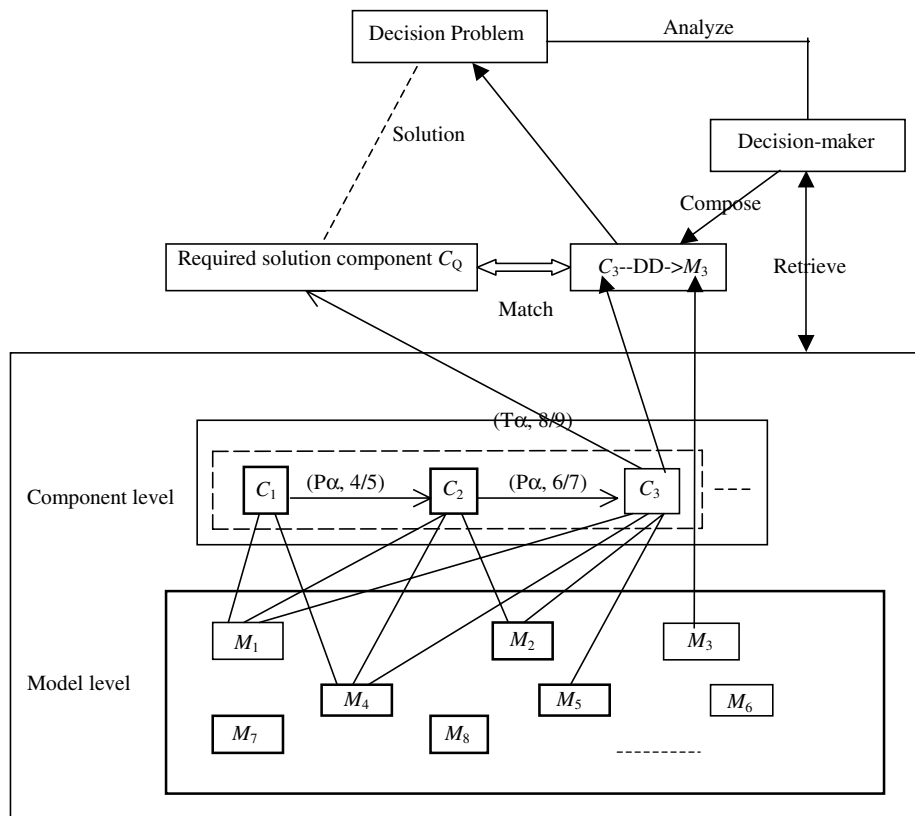 Decision Problem
Analyze
Solution
Decision-maker
Compose
Required solution component C_Q
C₃--DD->M₃
Retrieve
Match
(Tα, 8/9)
Component level
C₁
(Pα, 4/5)
C₂
(Pα, 6/7)
C₃
M₁
M₂
M₃
Model level
M₄
M₅
M₆
M₇
M₈